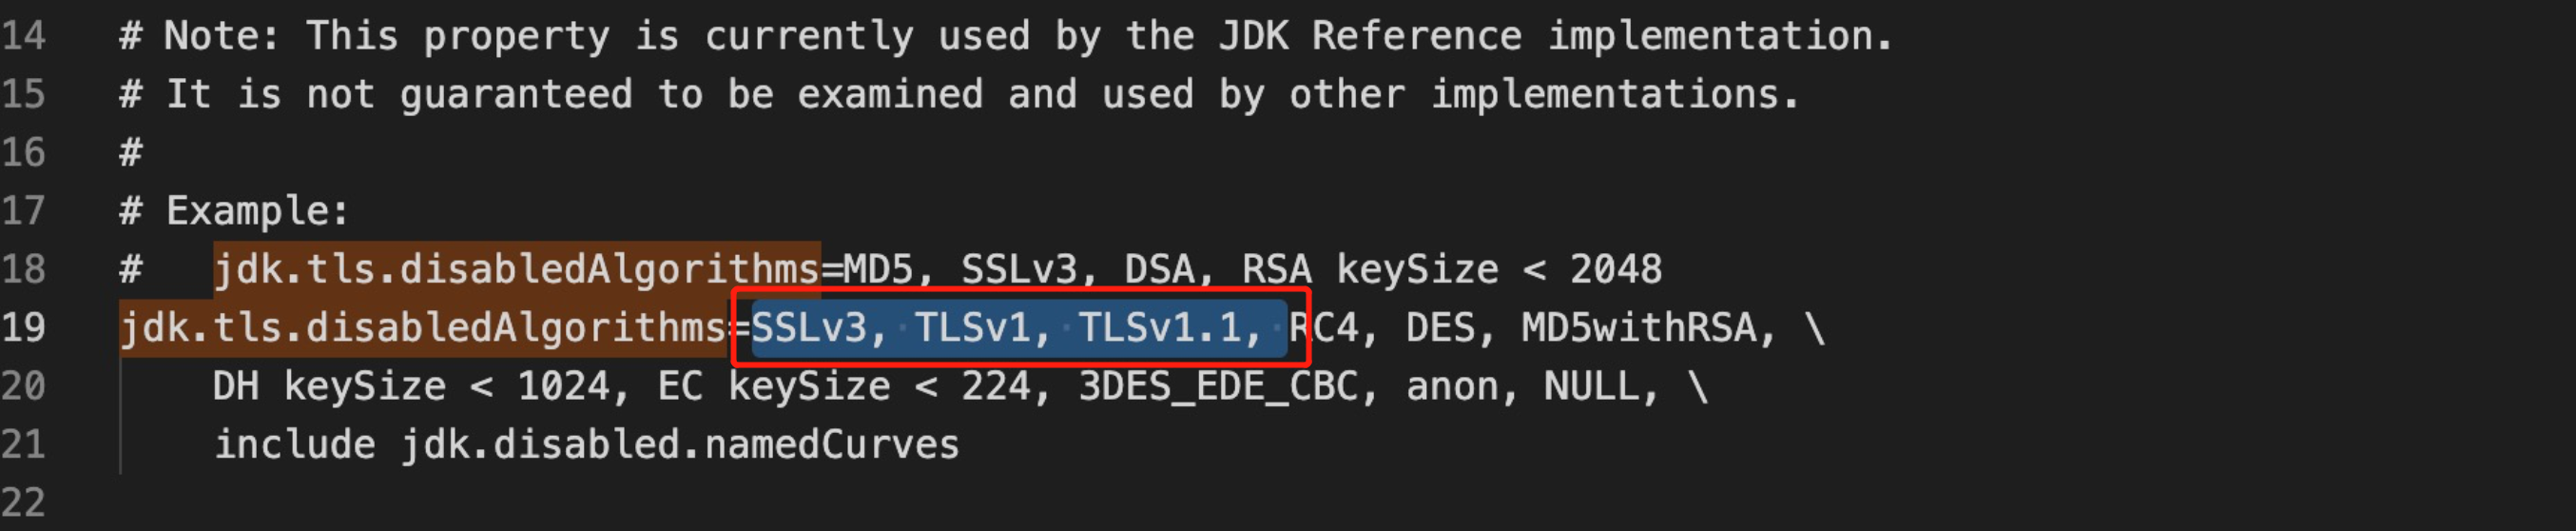 14 # Note: This property is currently used by the JDK Reference implementation.
15 # It is not guaranteed to be examined and used by other implementations.
16 #
17 # Example:
18 #   jdk.tls.disabledAlgorithms=MD5, SSLv3, DSA, RSA keySize < 2048
19 jdk.tls.disabledAlgorithms=SSLv3, TLSv1, TLSv1.1, RC4, DES, MD5withRSA, \
20     DH keySize < 1024, EC keySize < 224, 3DES_EDE_CBC, anon, NULL, \
21     include jdk.disabled.namedCurves
22